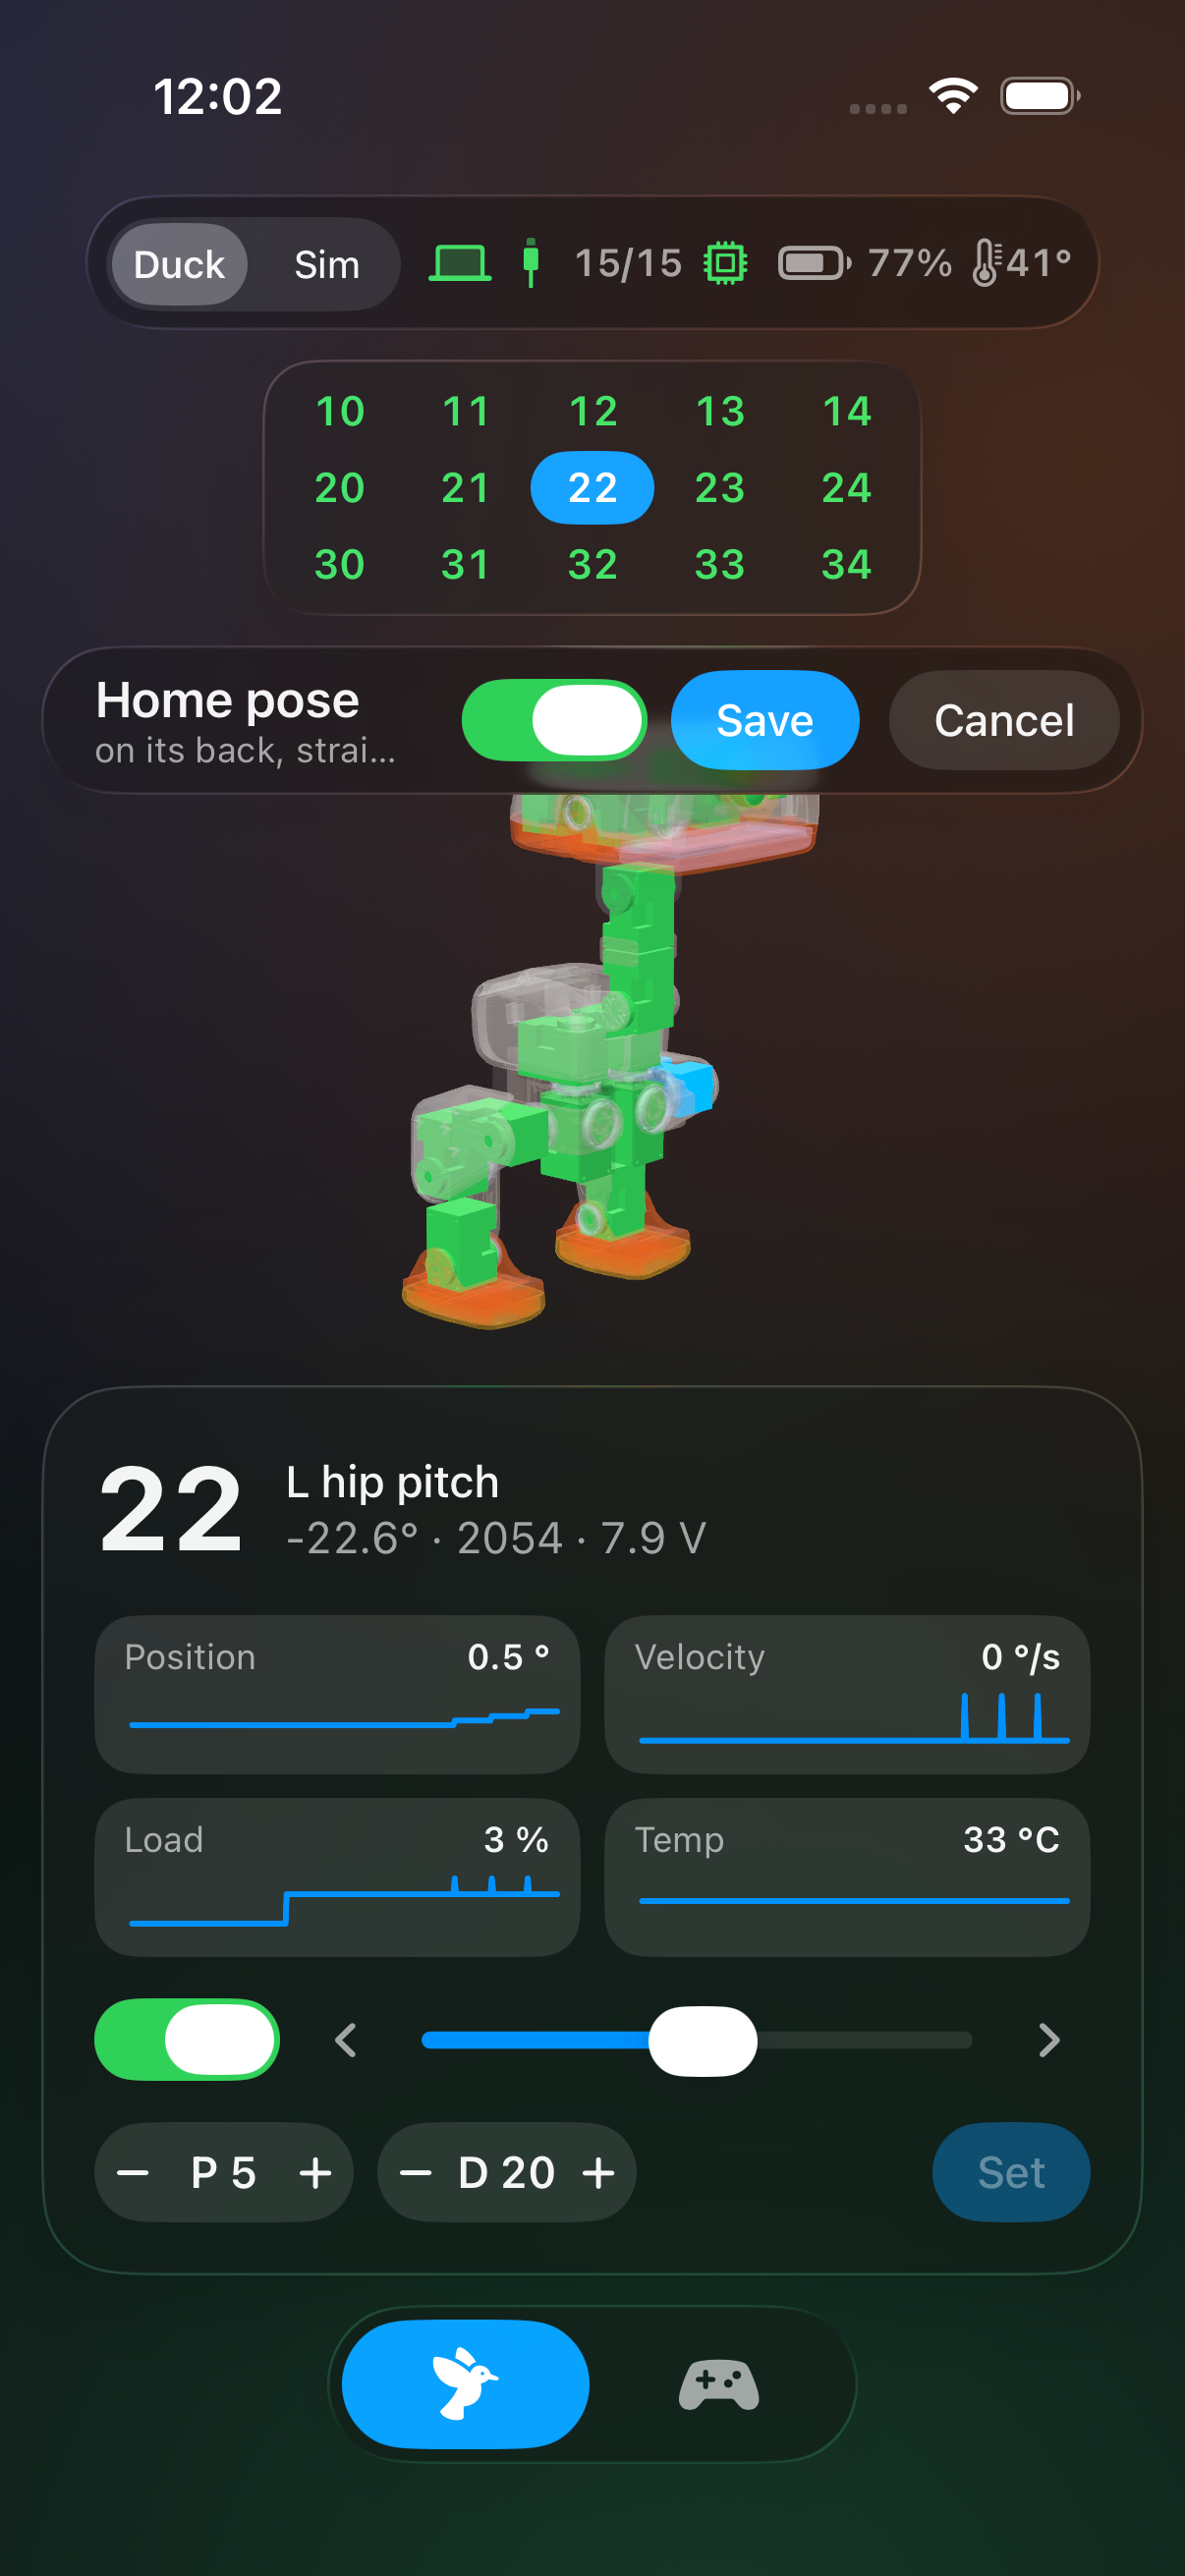 12:02
Duck Sim 15/15 77% 41°
10 11 12 13 14
20 21 22 23 24
30 31 32 33 34
Home pose
on its back, strai...
Save Cancel
22
L hip pitch
-22.6° · 2054 · 7.9 V
Position 0.5 °
Velocity 0 °/s
Load 3 %
Temp 33 °C
P 5
D 20
Set